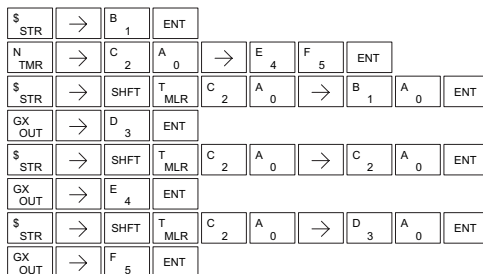 $ STR → B 1 ENT
N TMR → C 2 A 0 → E 4 F 5 ENT
$ STR → SHFT T MLR C 2 A 0 → B 1 A 0 ENT
GX OUT → D 3 ENT
$ STR → SHFT T MLR C 2 A 0 → C 2 A 0 ENT
GX OUT → E 4 ENT
$ STR → SHFT T MLR C 2 A 0 → D 3 A 0 ENT
GX OUT → F 5 ENT